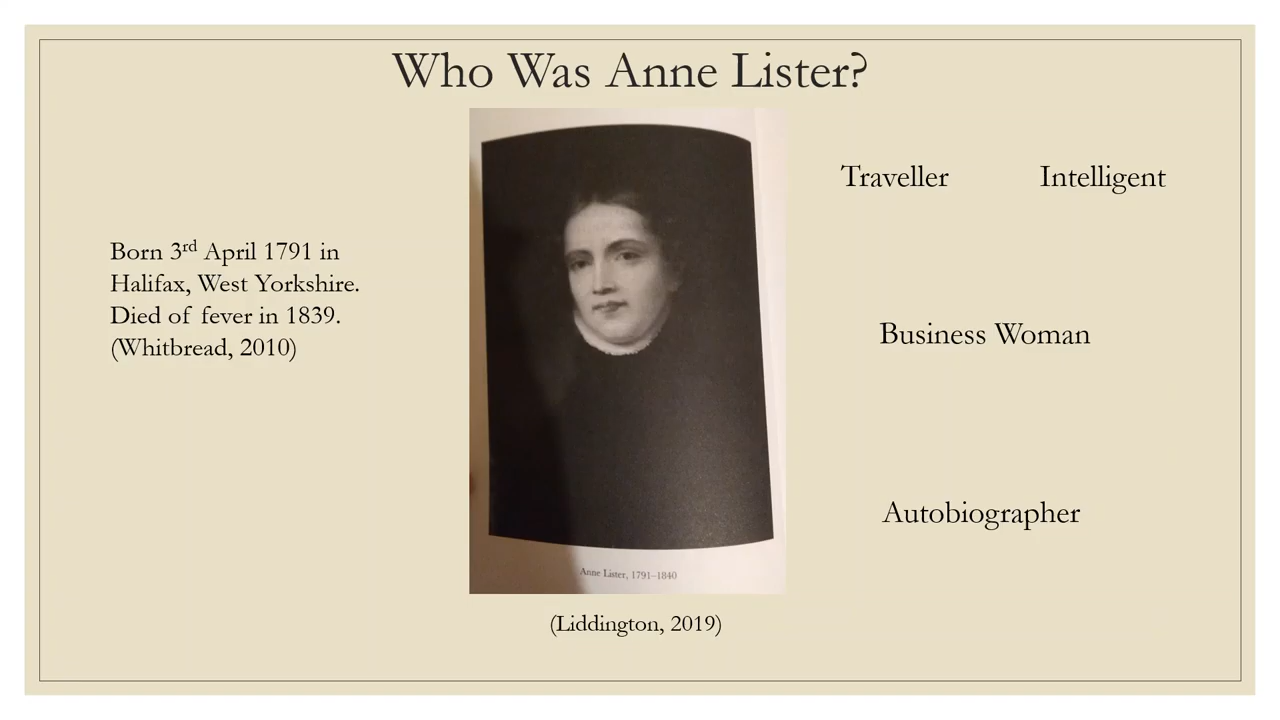 Who Was Anne Lister?
Born 3rd April 1791 in
Halifax, West Yorkshire.
Died of fever in 1839.
(Whitbread, 2010)
Anne Lister, 1791–1840
(Liddington, 2019)
Traveller
Intelligent
Business Woman
Autobiographer